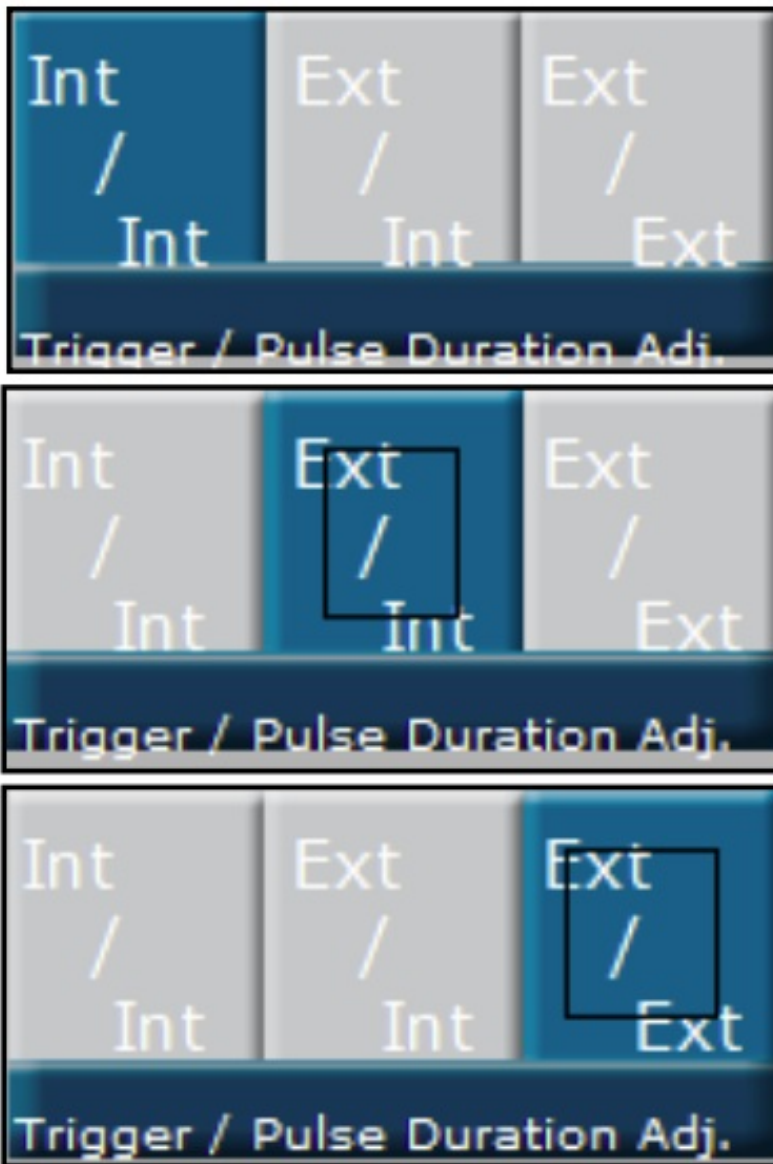 Int Ext Ext
/ / /
Int Int Ext
Trigger / Pulse Duration Adj.
Int Ext Ext
/ / /
Int Int Ext
Trigger / Pulse Duration Adj.
Int Ext Ext
/ / /
Int Int Ext
Trigger / Pulse Duration Adj.